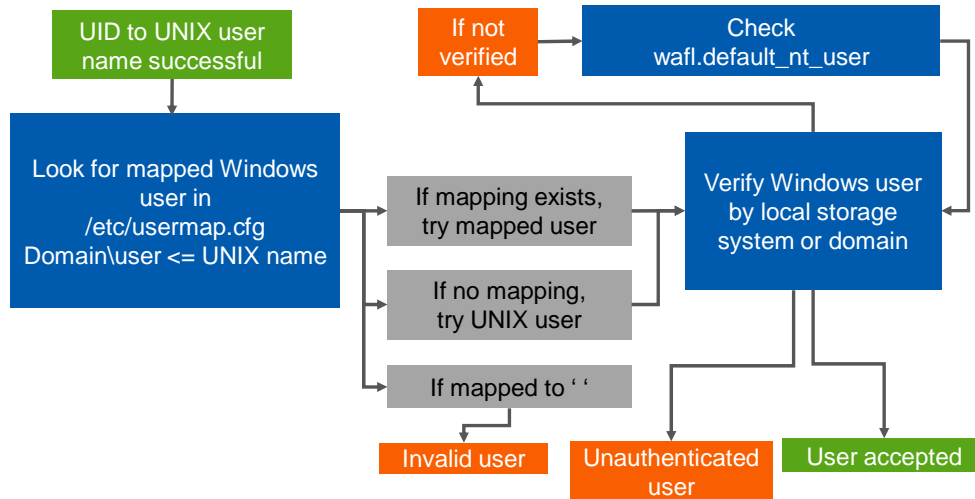 UID to UNIX user
name successful
If not
verified
Check
wafl.default_nt_user
Look for mapped Windows
user in
/etc/usermap.cfg
Domain\user <= UNIX name
If mapping exists,
try mapped user
Verify Windows user
by local storage
system or domain
If no mapping,
try UNIX user
If mapped to ‘ ‘
Invalid user
Unauthenticated
user
User accepted